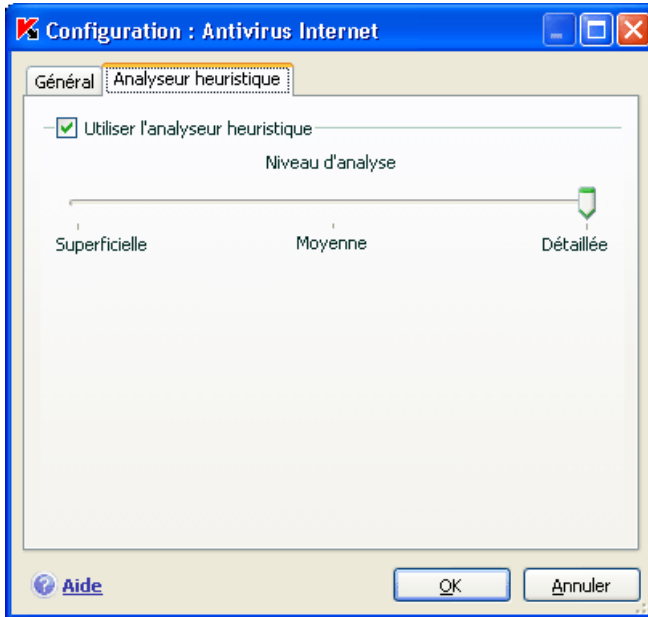 Configuration : Antivirus Internet
Général
Analyseur heuristique
Utiliser l'analyseur heuristique
Niveau d'analyse
Superficielle
Moyenne
Détaillée
Aide
OK
Annuler